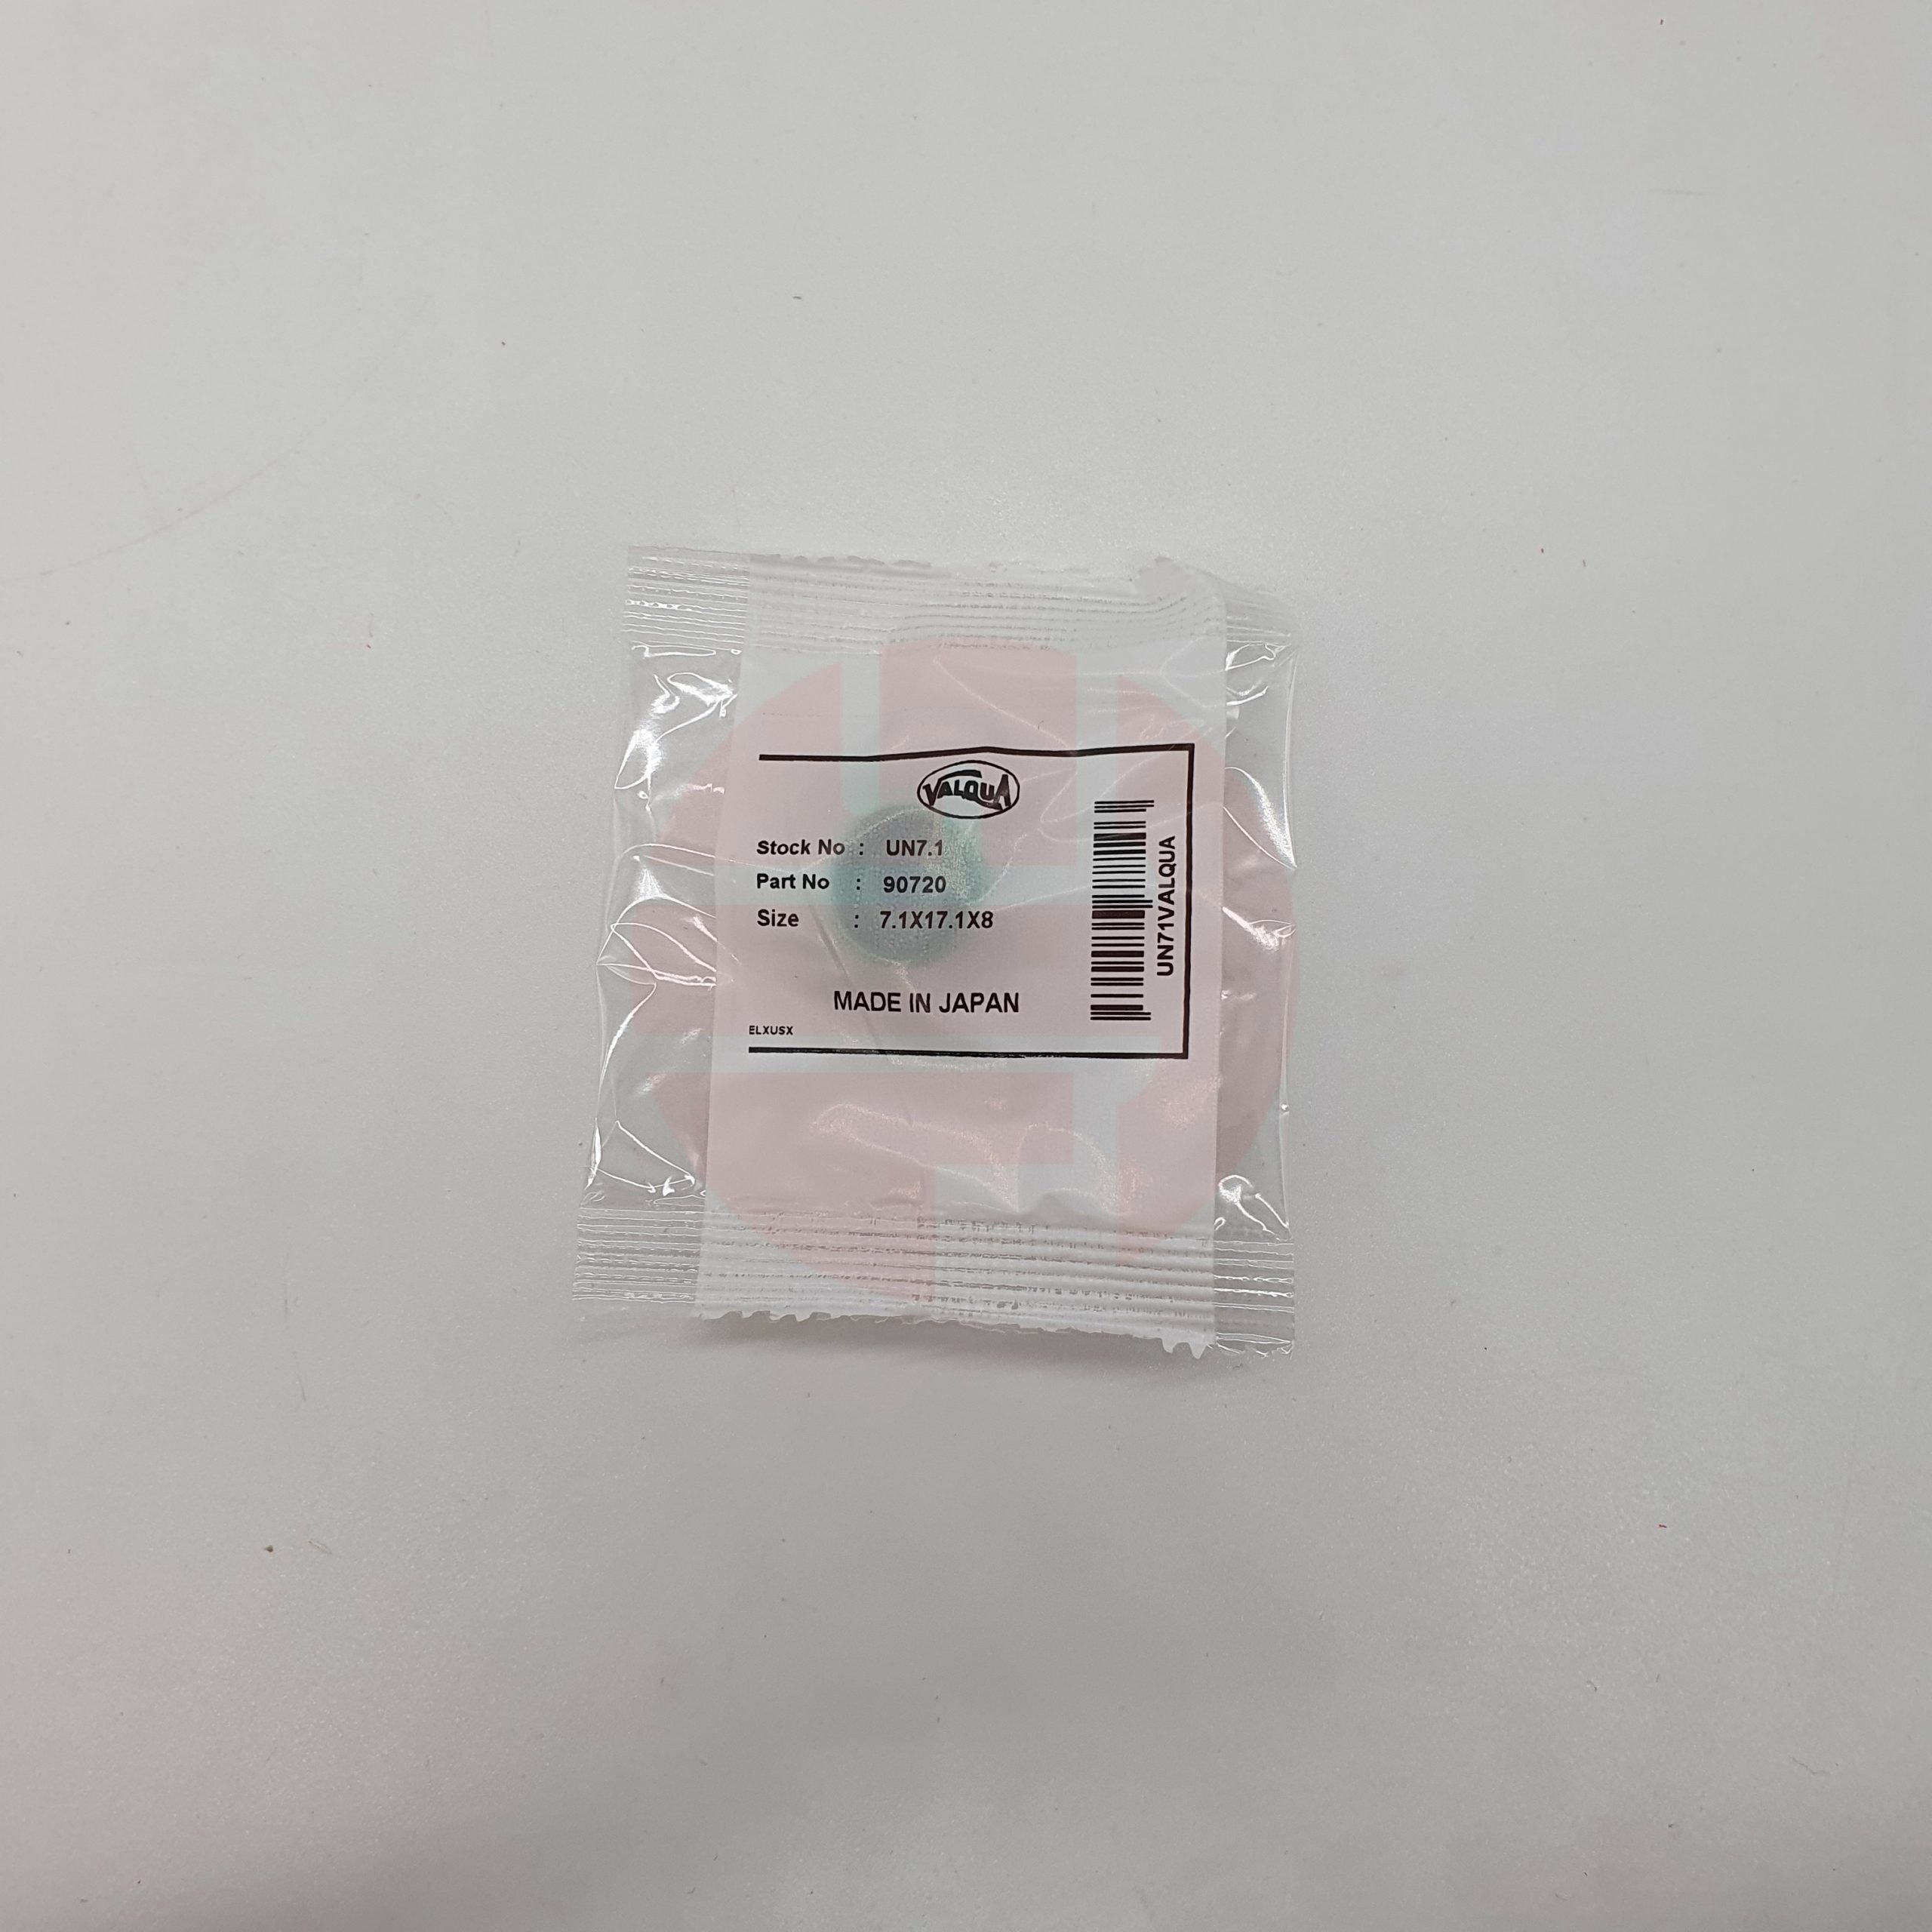 VALQUA
Stock No : UN7.1
Part No : 90720
Size : 7.1X17.1X8
MADE IN JAPAN
ELXUSX
UN71VALQUA